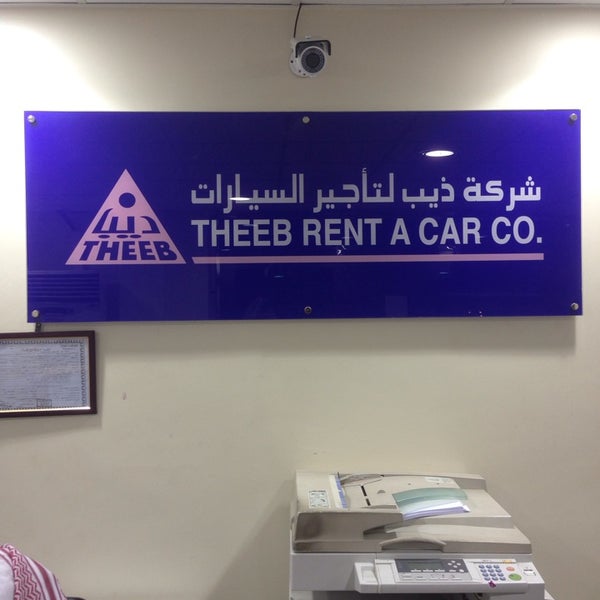 شركة ذيب لتأجير السيارات
THEEB RENT A CAR CO.
ذيب
THEEB